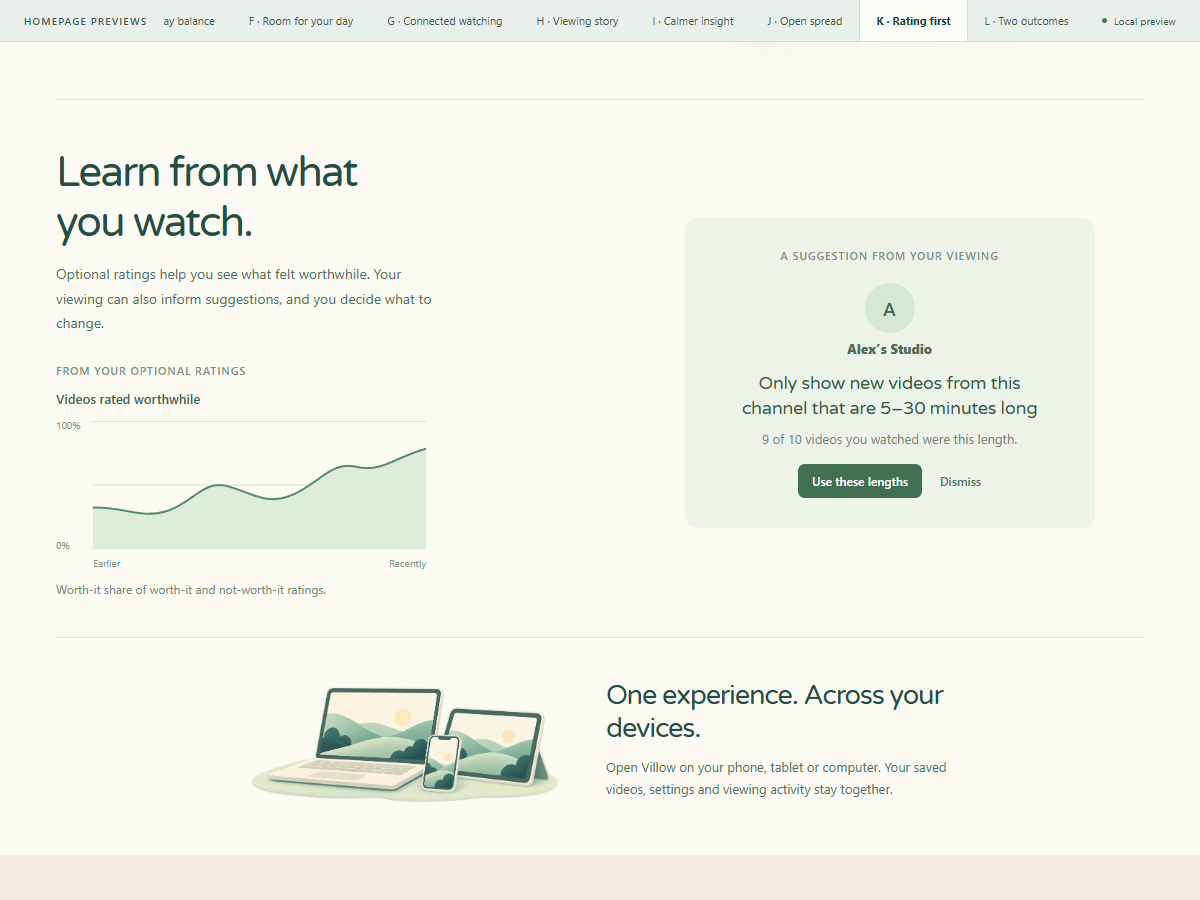 HOMEPAGE PREVIEWS
ay balance
F · Room for your day
G · Connected watching
H · Viewing story
I · Calmer insight
J · Open spread
K · Rating first
L · Two outcomes
Local preview
Learn from what
you watch.
Optional ratings help you see what felt worthwhile. Your
viewing can also inform suggestions, and you decide what to
change.
FROM YOUR OPTIONAL RATINGS
Videos rated worthwhile
100%
0%
Earlier
Recently
Worth-it share of worth-it and not-worth-it ratings.
A SUGGESTION FROM YOUR VIEWING
A
Alex’s Studio
Only show new videos from this
channel that are 5–30 minutes long
9 of 10 videos you watched were this length.
Use these lengths
Dismiss
One experience. Across your
devices.
Open Villow on your phone, tablet or computer. Your saved
videos, settings and viewing activity stay together.